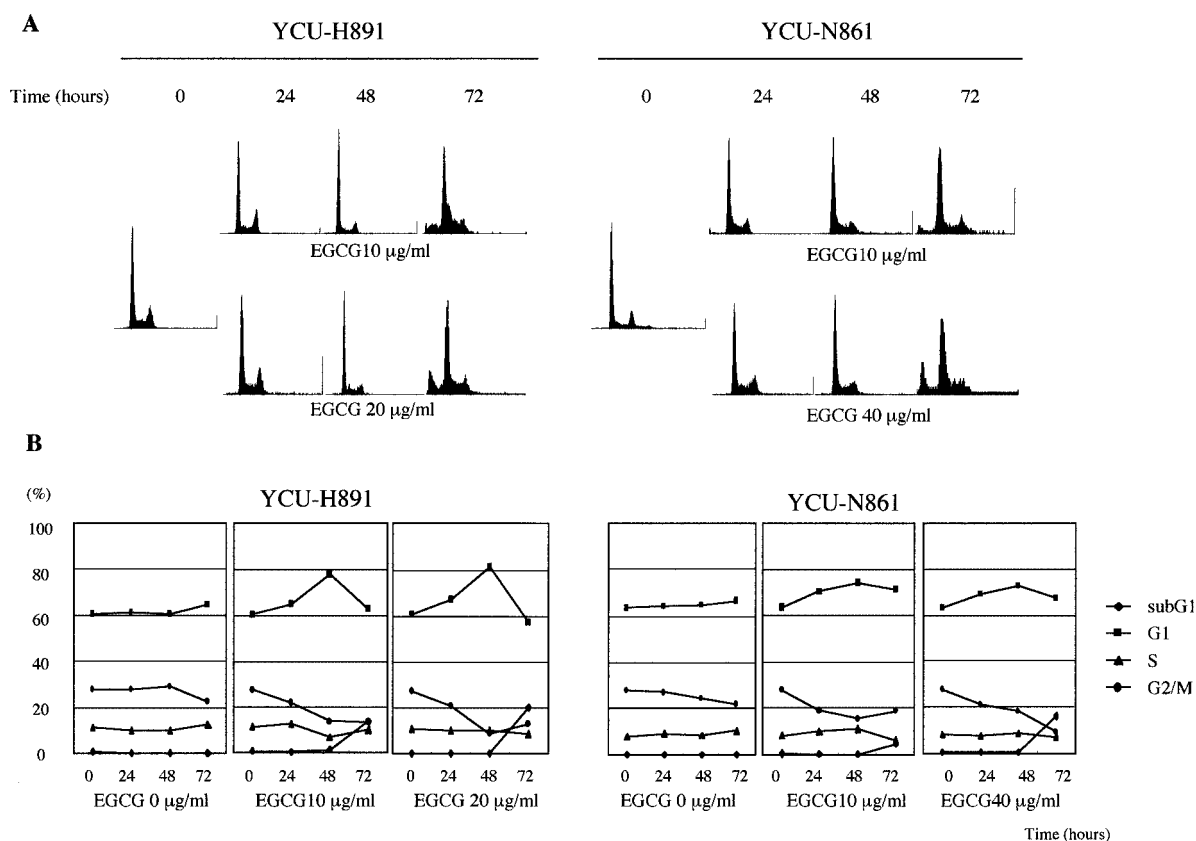 A
YCU-H891
YCU-N861
Time (hours) 0 24 48 72
0 24 48 72
EGCG10 μg/ml
EGCG10 μg/ml
EGCG 20 μg/ml
EGCG 40 μg/ml
B
(%)
YCU-H891
YCU-N861
100
80
60
40
20
0
subG1
G1
S
G2/M
0 24 48 72 0 24 48 72 0 24 48 72
0 24 48 72 0 24 48 72 0 24 48 72
EGCG 0 μg/ml EGCG10 μg/ml EGCG 20 μg/ml
EGCG 0 μg/ml EGCG10 μg/ml EGCG40 μg/ml
Time (hours)